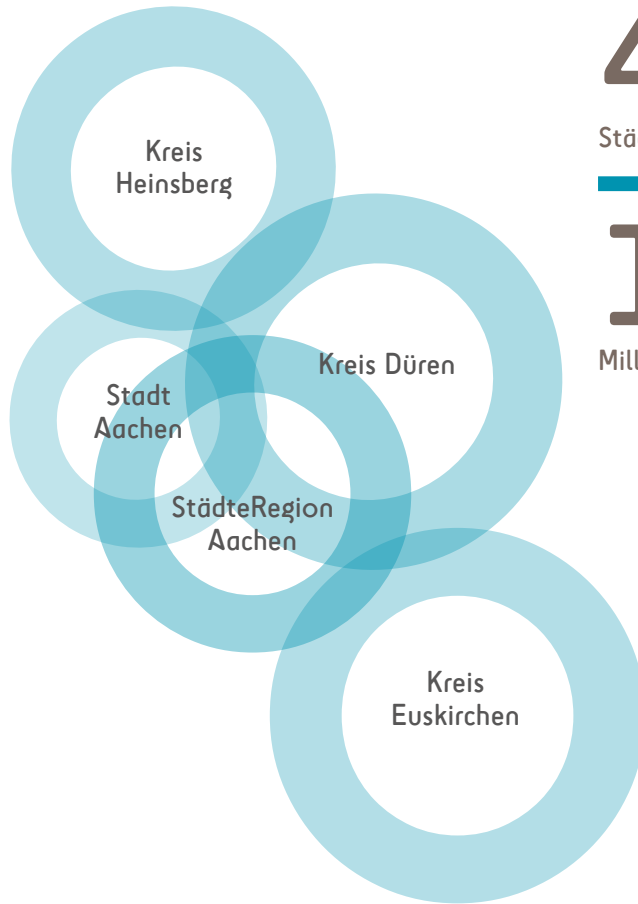 Kreis
Heinsberg
Kreis Düren
Stadt
Aachen
StädteRegion
Aachen
Kreis
Euskirchen